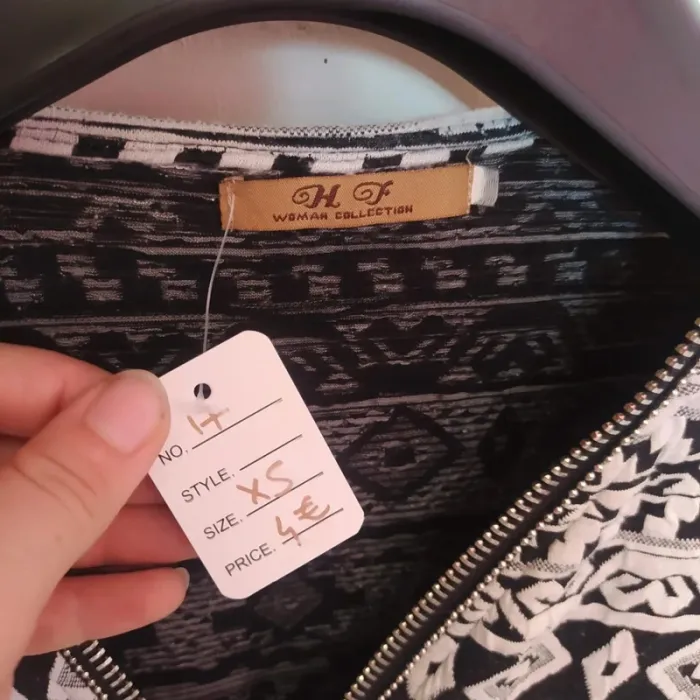 H F
WOMAN COLLECTION
NO. 17
STYLE.
SIZE. XS
PRICE. 4€